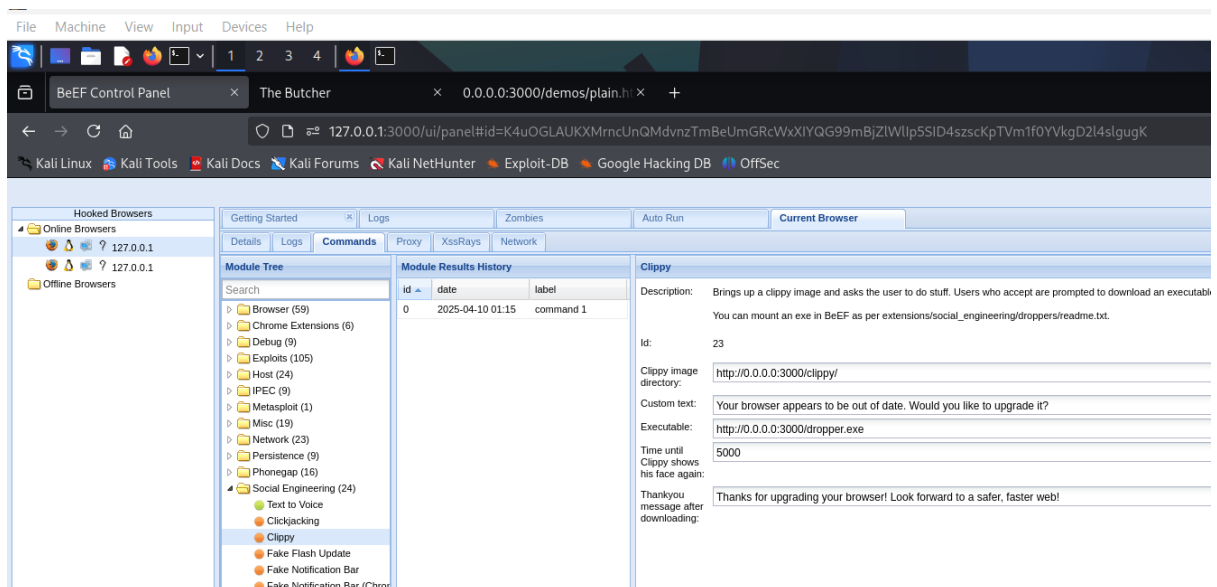 File Machine View Input Devices Help
1 2 3 4
BeEF Control Panel × The Butcher × 0.0.0.0:3000/demos/plain.h × +
127.0.0.1:3000/ui/panel#id=K4uOGLAUKXMrncUnQMdvnzTmBeUmGRcWxXIYQG99mBjZlWlIp5SID4szscKpTVm1f0YVkgD2l4slgugK
Kali Linux Kali Tools Kali Docs Kali Forums Kali NetHunter Exploit-DB Google Hacking DB OffSec
Hooked Browsers
Online Browsers
? 127.0.0.1
? 127.0.0.1
Offline Browsers
Getting Started Logs Zombies Auto Run Current Browser
Details Logs Commands Proxy XssRays Network
Module Tree
Search
Browser (59)
Chrome Extensions (6)
Debug (9)
Exploits (105)
Host (24)
IPEC (9)
Metasploit (1)
Misc (19)
Network (23)
Persistence (9)
Phonegap (16)
Social Engineering (24)
Text to Voice
Clickjacking
Clippy
Fake Flash Update
Fake Notification Bar
Fake Notification Bar (Chror
Module Results History
id date label
0 2025-04-10 01:15 command 1
Clippy
Description: Brings up a clippy image and asks the user to do stuff. Users who accept are prompted to download an executabl
You can mount an exe in BeEF as per extensions/social_engineering/droppers/readme.txt.
Id: 23
Clippy image directory: http://0.0.0.0:3000/clippy/
Custom text: Your browser appears to be out of date. Would you like to upgrade it?
Executable: http://0.0.0.0:3000/dropper.exe
Time until Clippy shows his face again: 5000
Thankyou message after downloading: Thanks for upgrading your browser! Look forward to a safer, faster web!